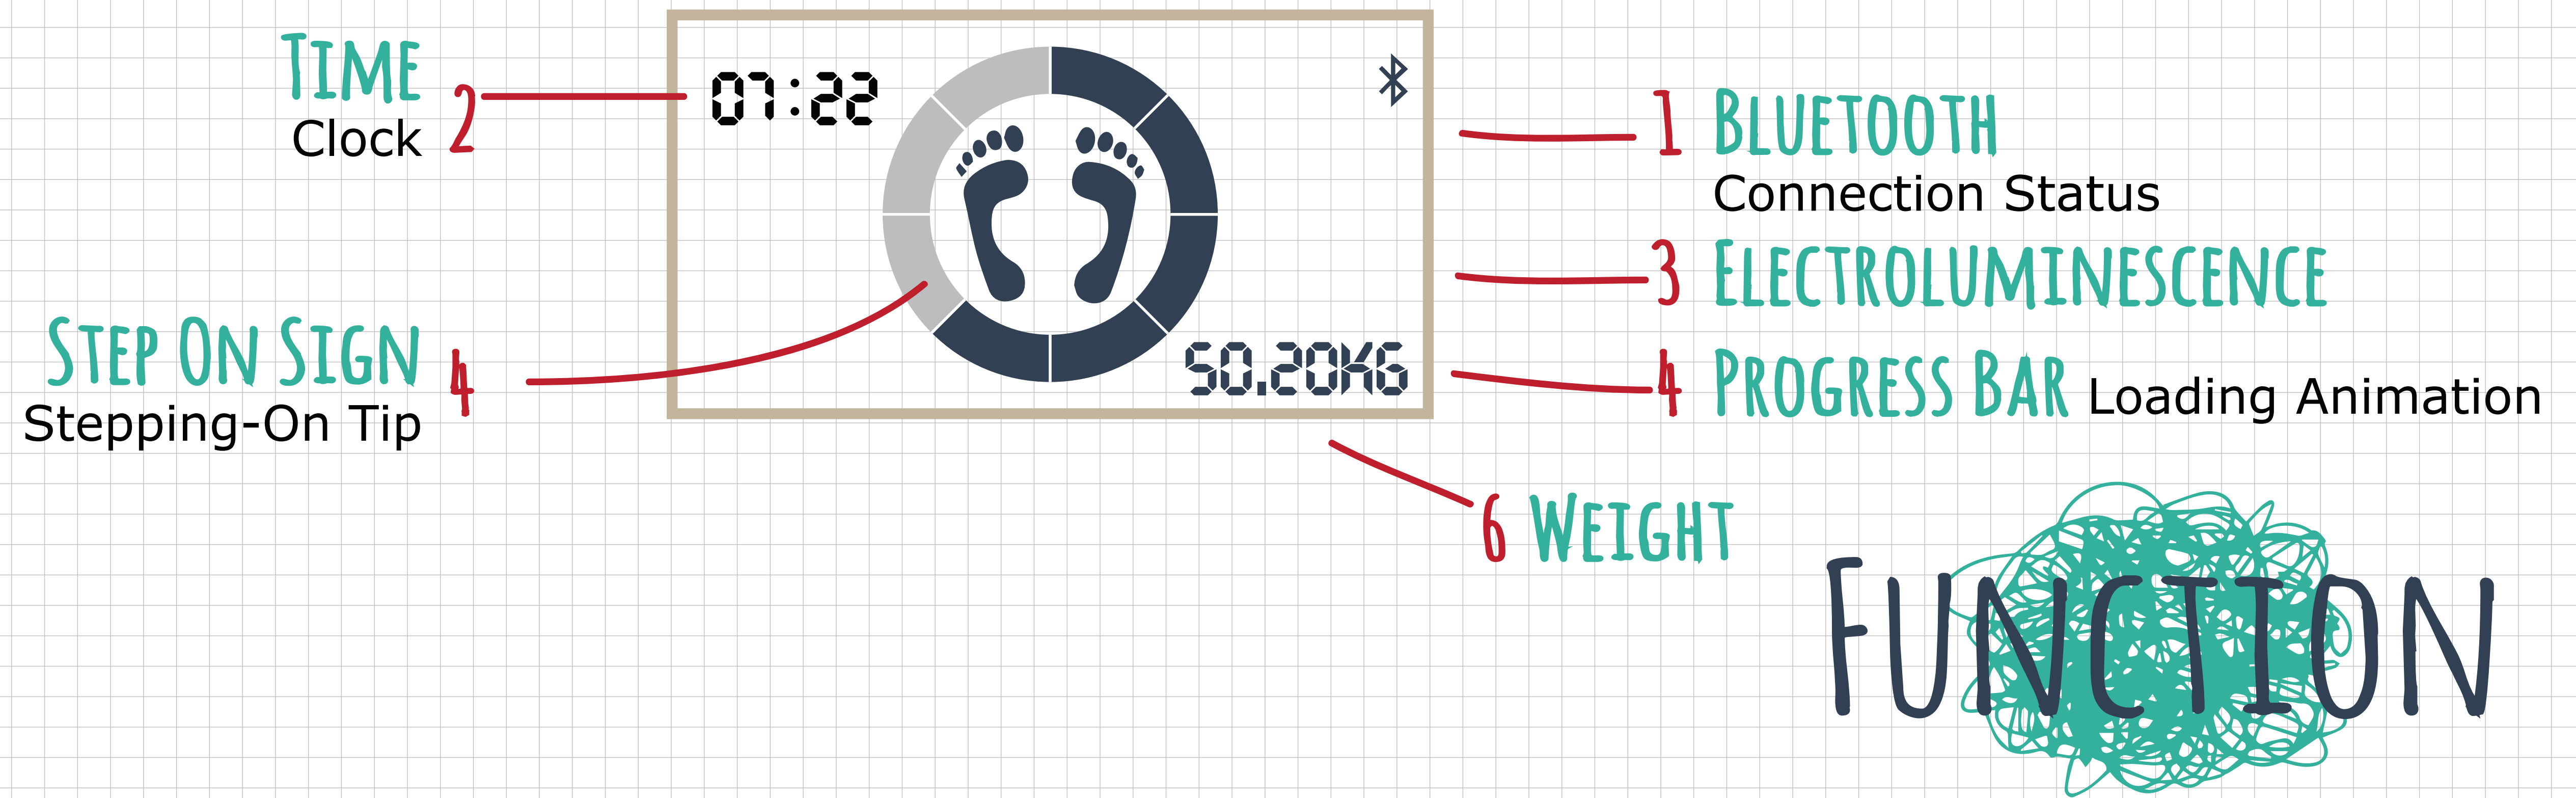 TIME
Clock
2
07:22
1 BLUETOOTH
Connection Status
3 ELECTROLUMINESCENCE
STEP ON SIGN
Stepping-On Tip
4
50.20KG
4 PROGRESS BAR Loading Animation
6 WEIGHT
FUNCTION